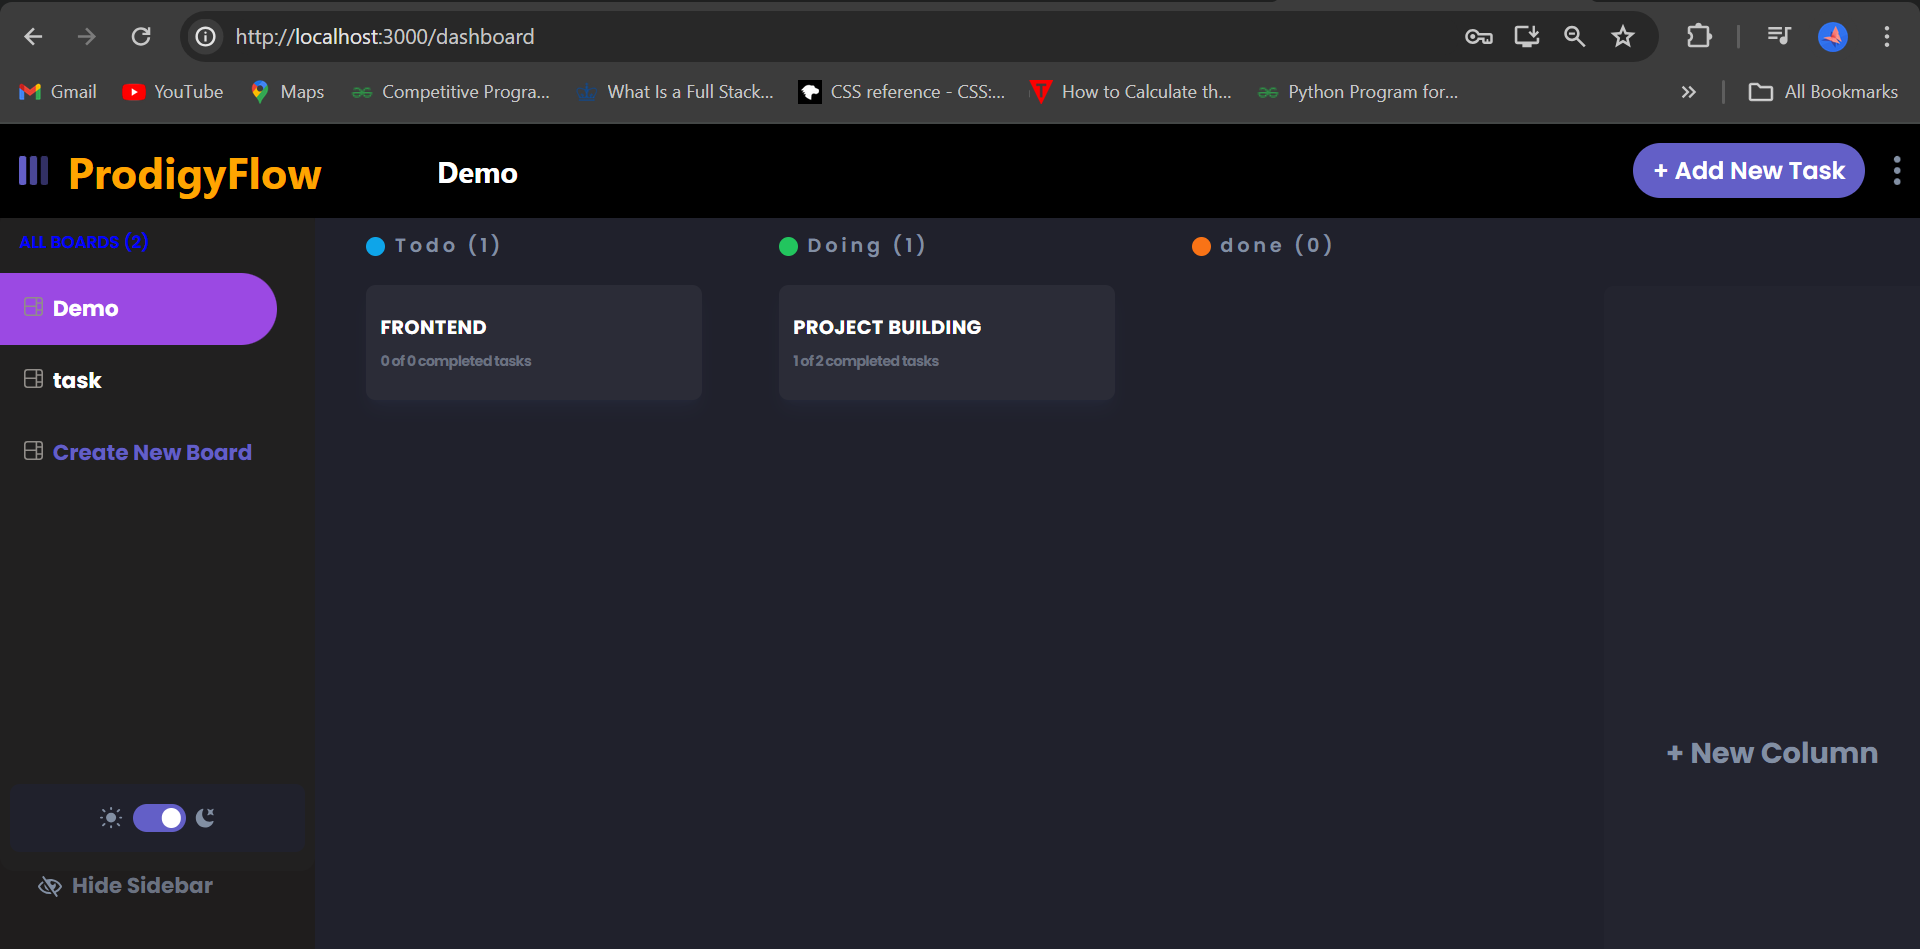 http://localhost:3000/dashboard
Gmail
YouTube
Maps
Competitive Progra...
What Is a Full Stack...
CSS reference - CSS:...
How to Calculate th...
Python Program for...
All Bookmarks
ProdigyFlow
Demo
+ Add New Task
ALL BOARDS (2)
Demo
task
Create New Board
Hide Sidebar
Todo (1)
FRONTEND
0 of 0 completed tasks
Doing (1)
PROJECT BUILDING
1 of 2 completed tasks
done (0)
+ New Column